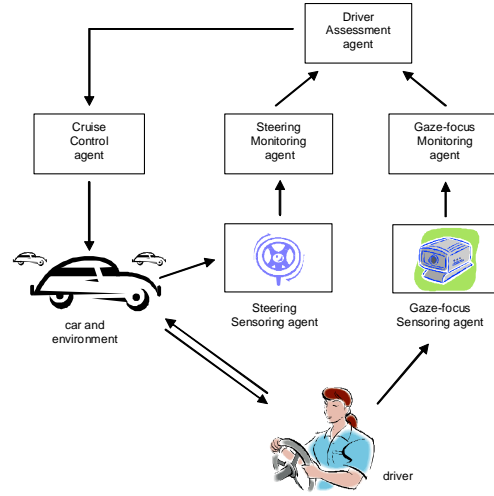 Driver
Assessment
agent
Cruise
Control
agent
Steering
Monitoring
agent
Gaze-focus
Monitoring
agent
car and
environment
Steering
Sensoring agent
Gaze-focus
Sensoring agent
driver